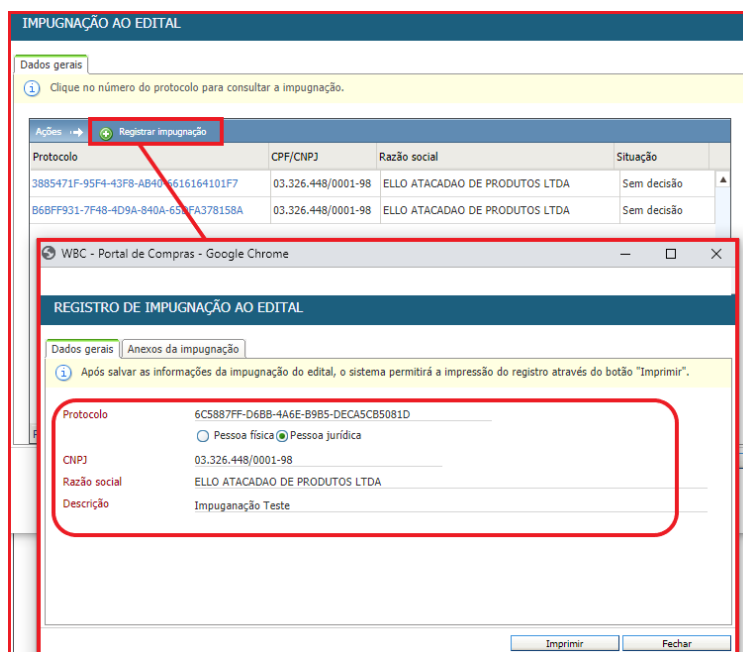 IMPUGNAÇÃO AO EDITAL
Dados gerais
Clique no número do protocolo para consultar a impugnação.
Ações Registrar impugnação
Protocolo CPF/CNPJ Razão social Situação
3885471F-95F4-43F8-AB40-6616164101F7 03.326.448/0001-98 ELLO ATACADAO DE PRODUTOS LTDA Sem decisão
B6BFF931-7F48-4D9A-840A-65DFA378158A 03.326.448/0001-98 ELLO ATACADAO DE PRODUTOS LTDA Sem decisão
WBC - Portal de Compras - Google Chrome
REGISTRO DE IMPUGNAÇÃO AO EDITAL
Dados gerais Anexos da impugnação
Após salvar as informações da impugnação do edital, o sistema permitirá a impressão do registro através do botão "Imprimir".
Protocolo 6C5887FF-D6BB-4A6E-B9B5-DECA5CB5081D
Pessoa física Pessoa jurídica
CNPJ 03.326.448/0001-98
Razão social ELLO ATACADAO DE PRODUTOS LTDA
Descrição Impuganação Teste
Imprimir Fechar